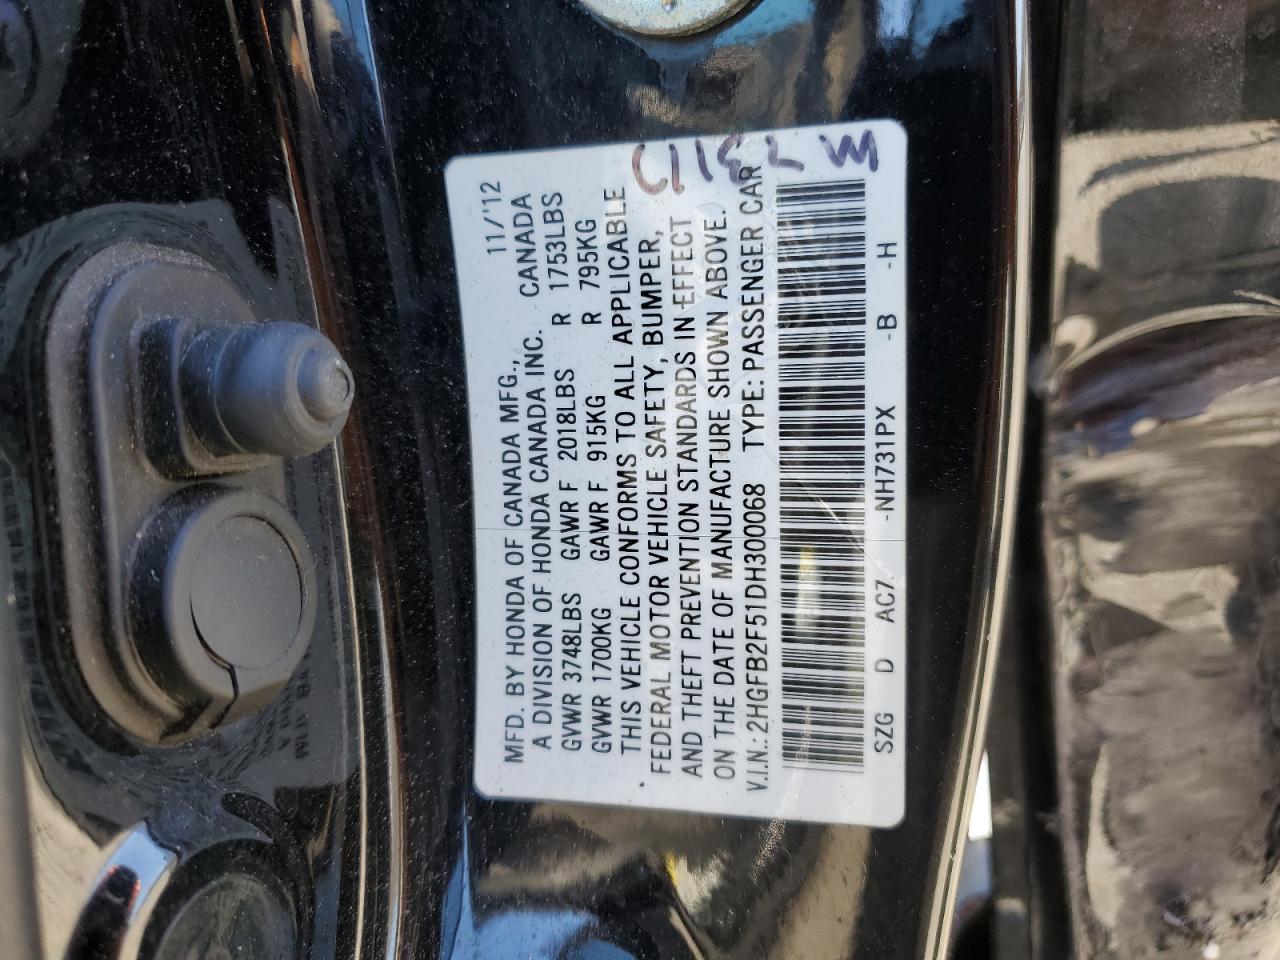 MFD. BY HONDA OF CANADA MFG., 11/'12
A DIVISION OF HONDA CANADA INC. CANADA
GVWR 3748LBS GAWR F 2018LBS R 1753LBS
GVWR 1700KG GAWR F 915KG R 795KG
THIS VEHICLE CONFORMS TO ALL APPLICABLE
FEDERAL MOTOR VEHICLE SAFETY, BUMPER,
AND THEFT PREVENTION STANDARDS IN EFFECT
ON THE DATE OF MANUFACTURE SHOWN ABOVE.
V.I.N.: 2HGFB2F51DH300068 TYPE: PASSENGER CAR
SZG D AC7. -NH731PX -B -H